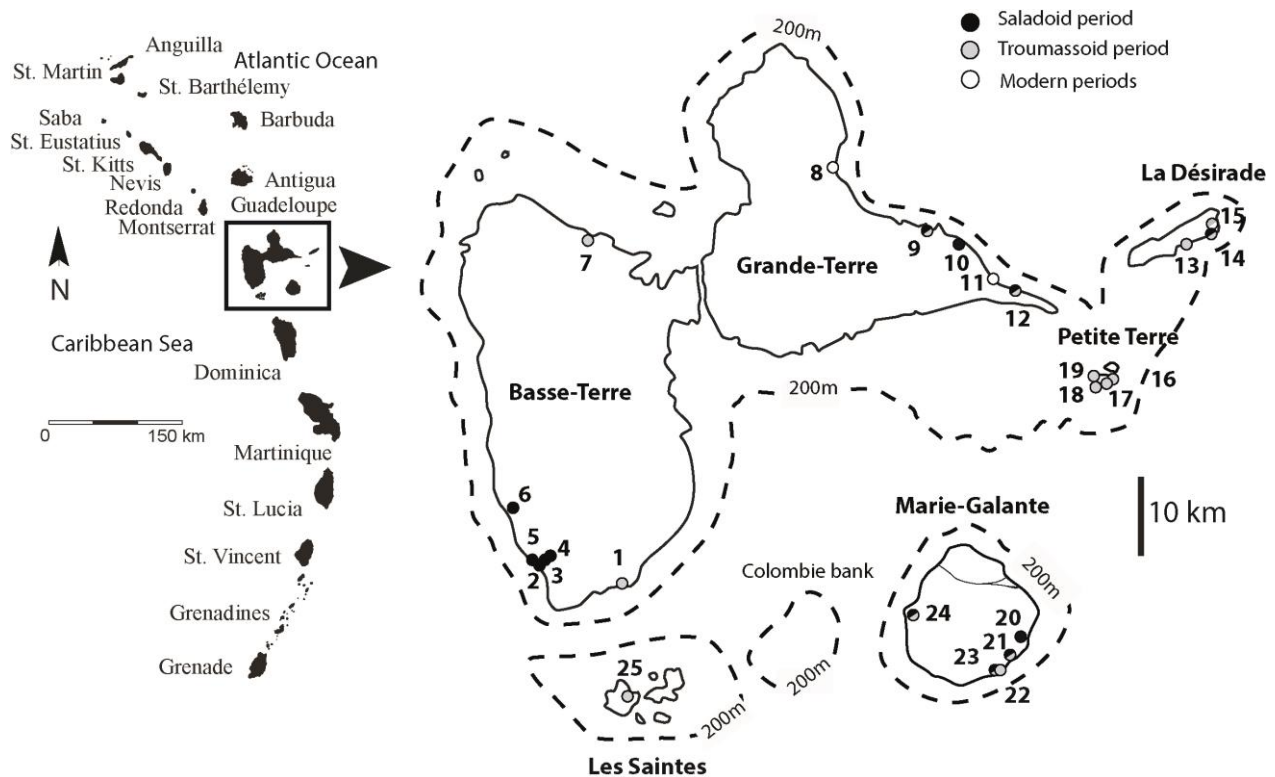 Anguilla
St. Martin
Atlantic Ocean
St. Barthélemy
Saba
Barbuda
St. Eustatius
St. Kitts
Nevis
Antigua
Redonda
Guadeloupe
Montserrat
N
Caribbean Sea
Dominica
0 150 km
Martinique
St. Lucia
St. Vincent
Grenadines
Grenade
Saladoid period
Troumassoid period
Modern periods
200m
8
La Désirade
15
9
10
7
Grande-Terre
13
14
11
12
Petite Terre
19
16
18
17
Basse-Terre
200m
6
Marie-Galante
10 km
5
4
1
2
3
Colombie bank
200m
24
20
21
23
22
25
200m
200m
Les Saintes